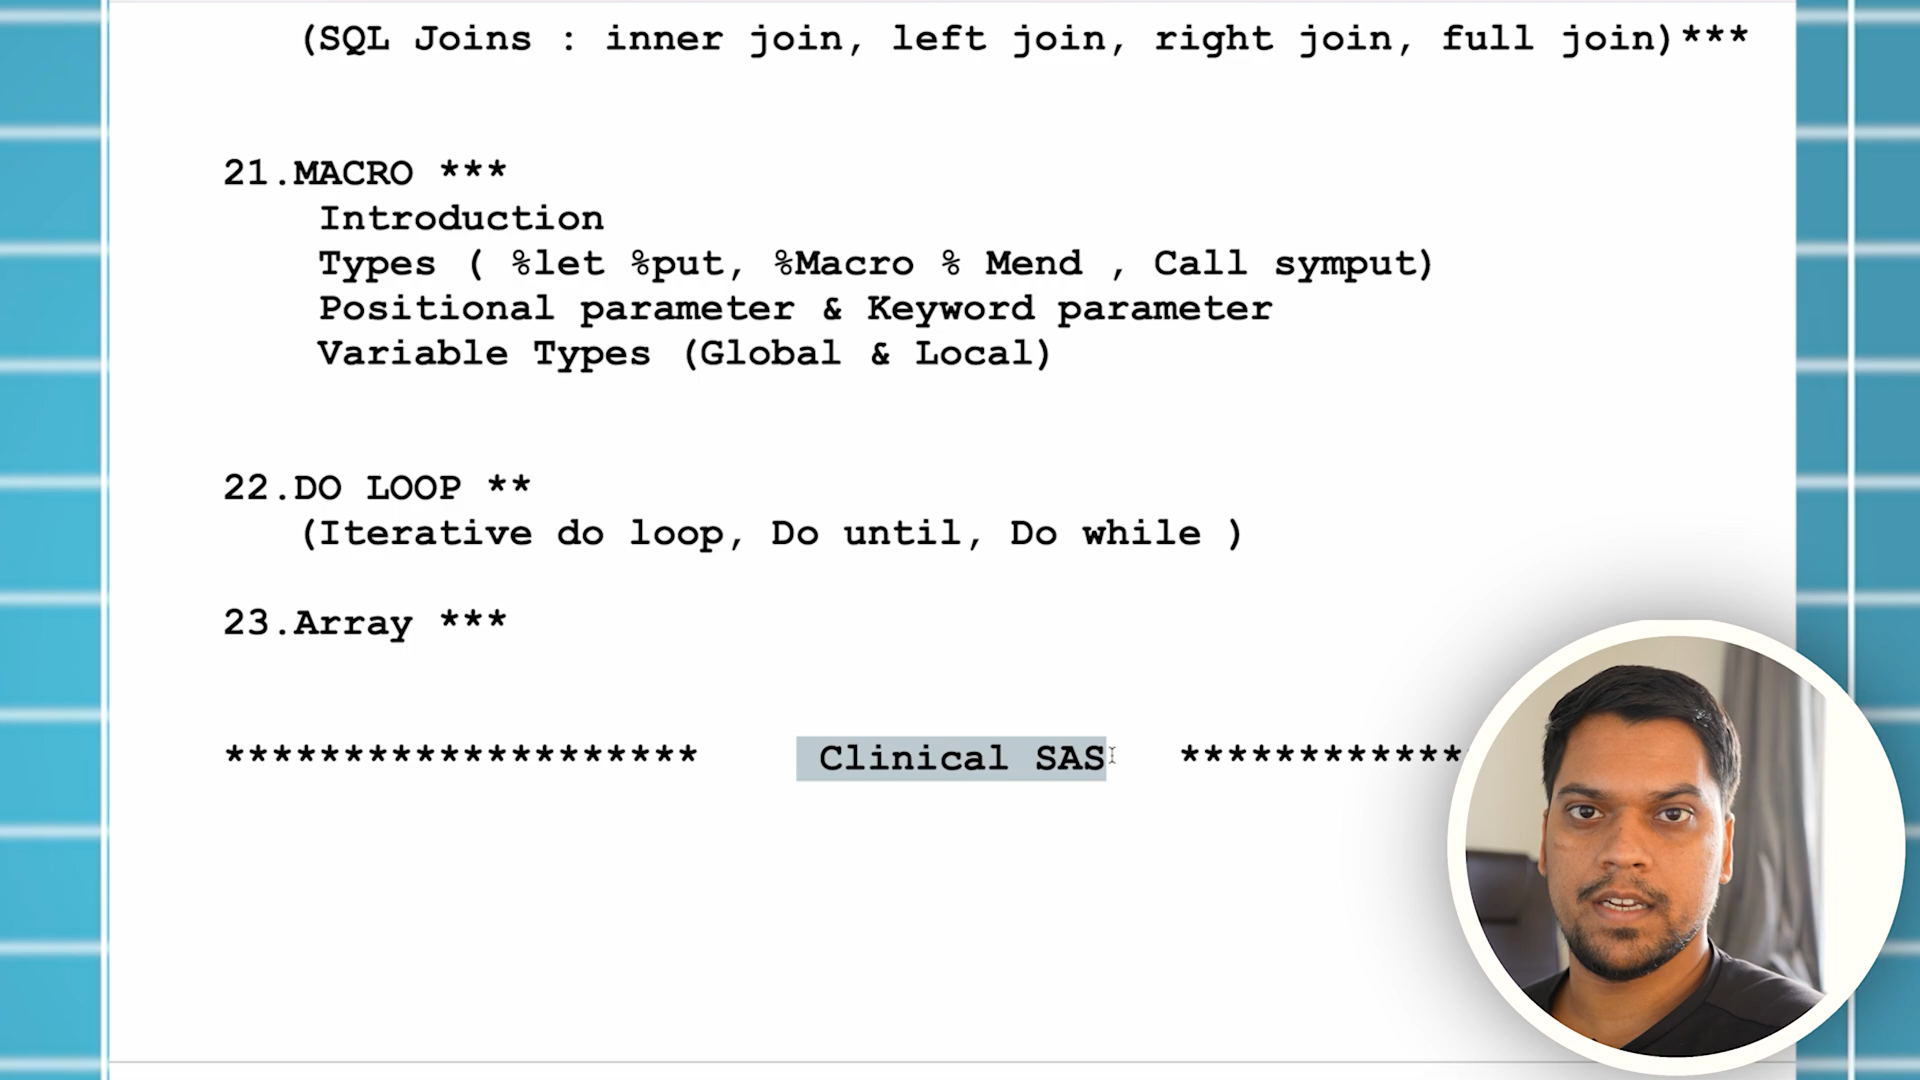 (SQL Joins : inner join, left join, right join, full join)***
21.MACRO ***
Introduction
Types ( %let %put, %Macro % Mend , Call symput)
Positional parameter & Keyword parameter
Variable Types (Global & Local)
22.DO LOOP **
(Iterative do loop, Do until, Do while )
23.Array ***
******************** Clinical SAS ************